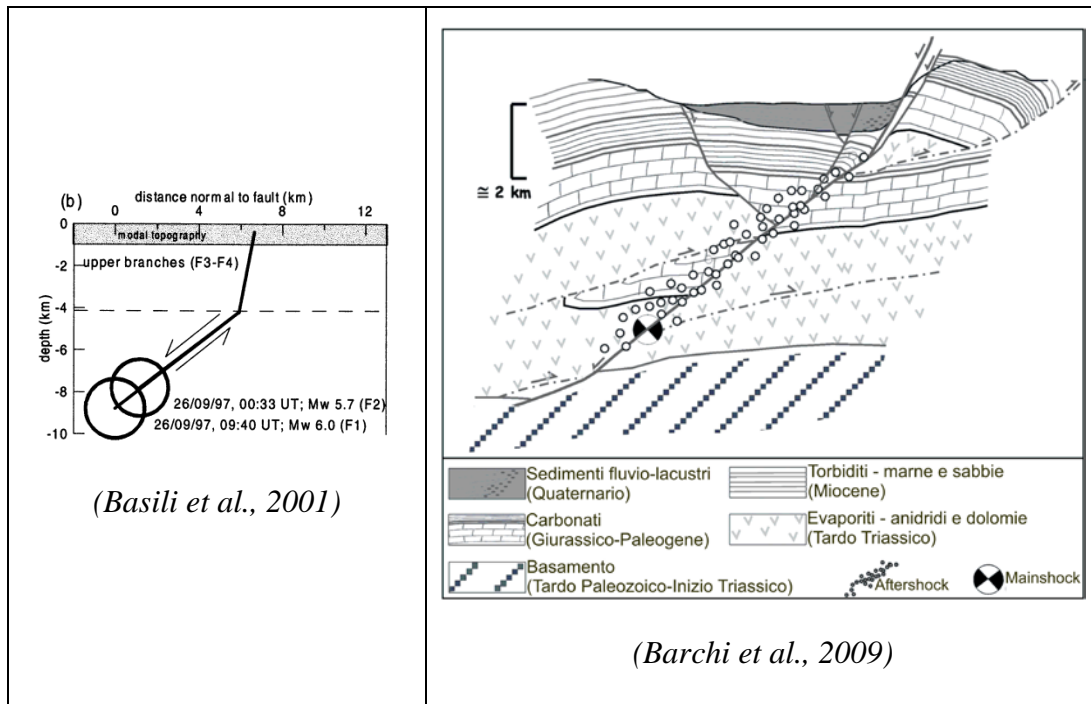 (b)
distance normal to fault (km)
0 4 8 12
0
modal topography
upper branches (F3-F4)
-2
-4
depth (km)
-6
-8
26/09/97, 00:33 UT; Mw 5.7 (F2)
26/09/97, 09:40 UT; Mw 6.0 (F1)
-10
(Basili et al., 2001)
≅ 2 km
Sedimenti fluvio-lacustri
(Quaternario)
Torbiditi - marne e sabbie
(Miocene)
Carbonati
(Giurassico-Paleogene)
Evaporiti - anidridi e dolomie
(Tardo Triassico)
Basamento
(Tardo Paleozoico-Inizio Triassico)
Aftershock
Mainshock
(Barchi et al., 2009)